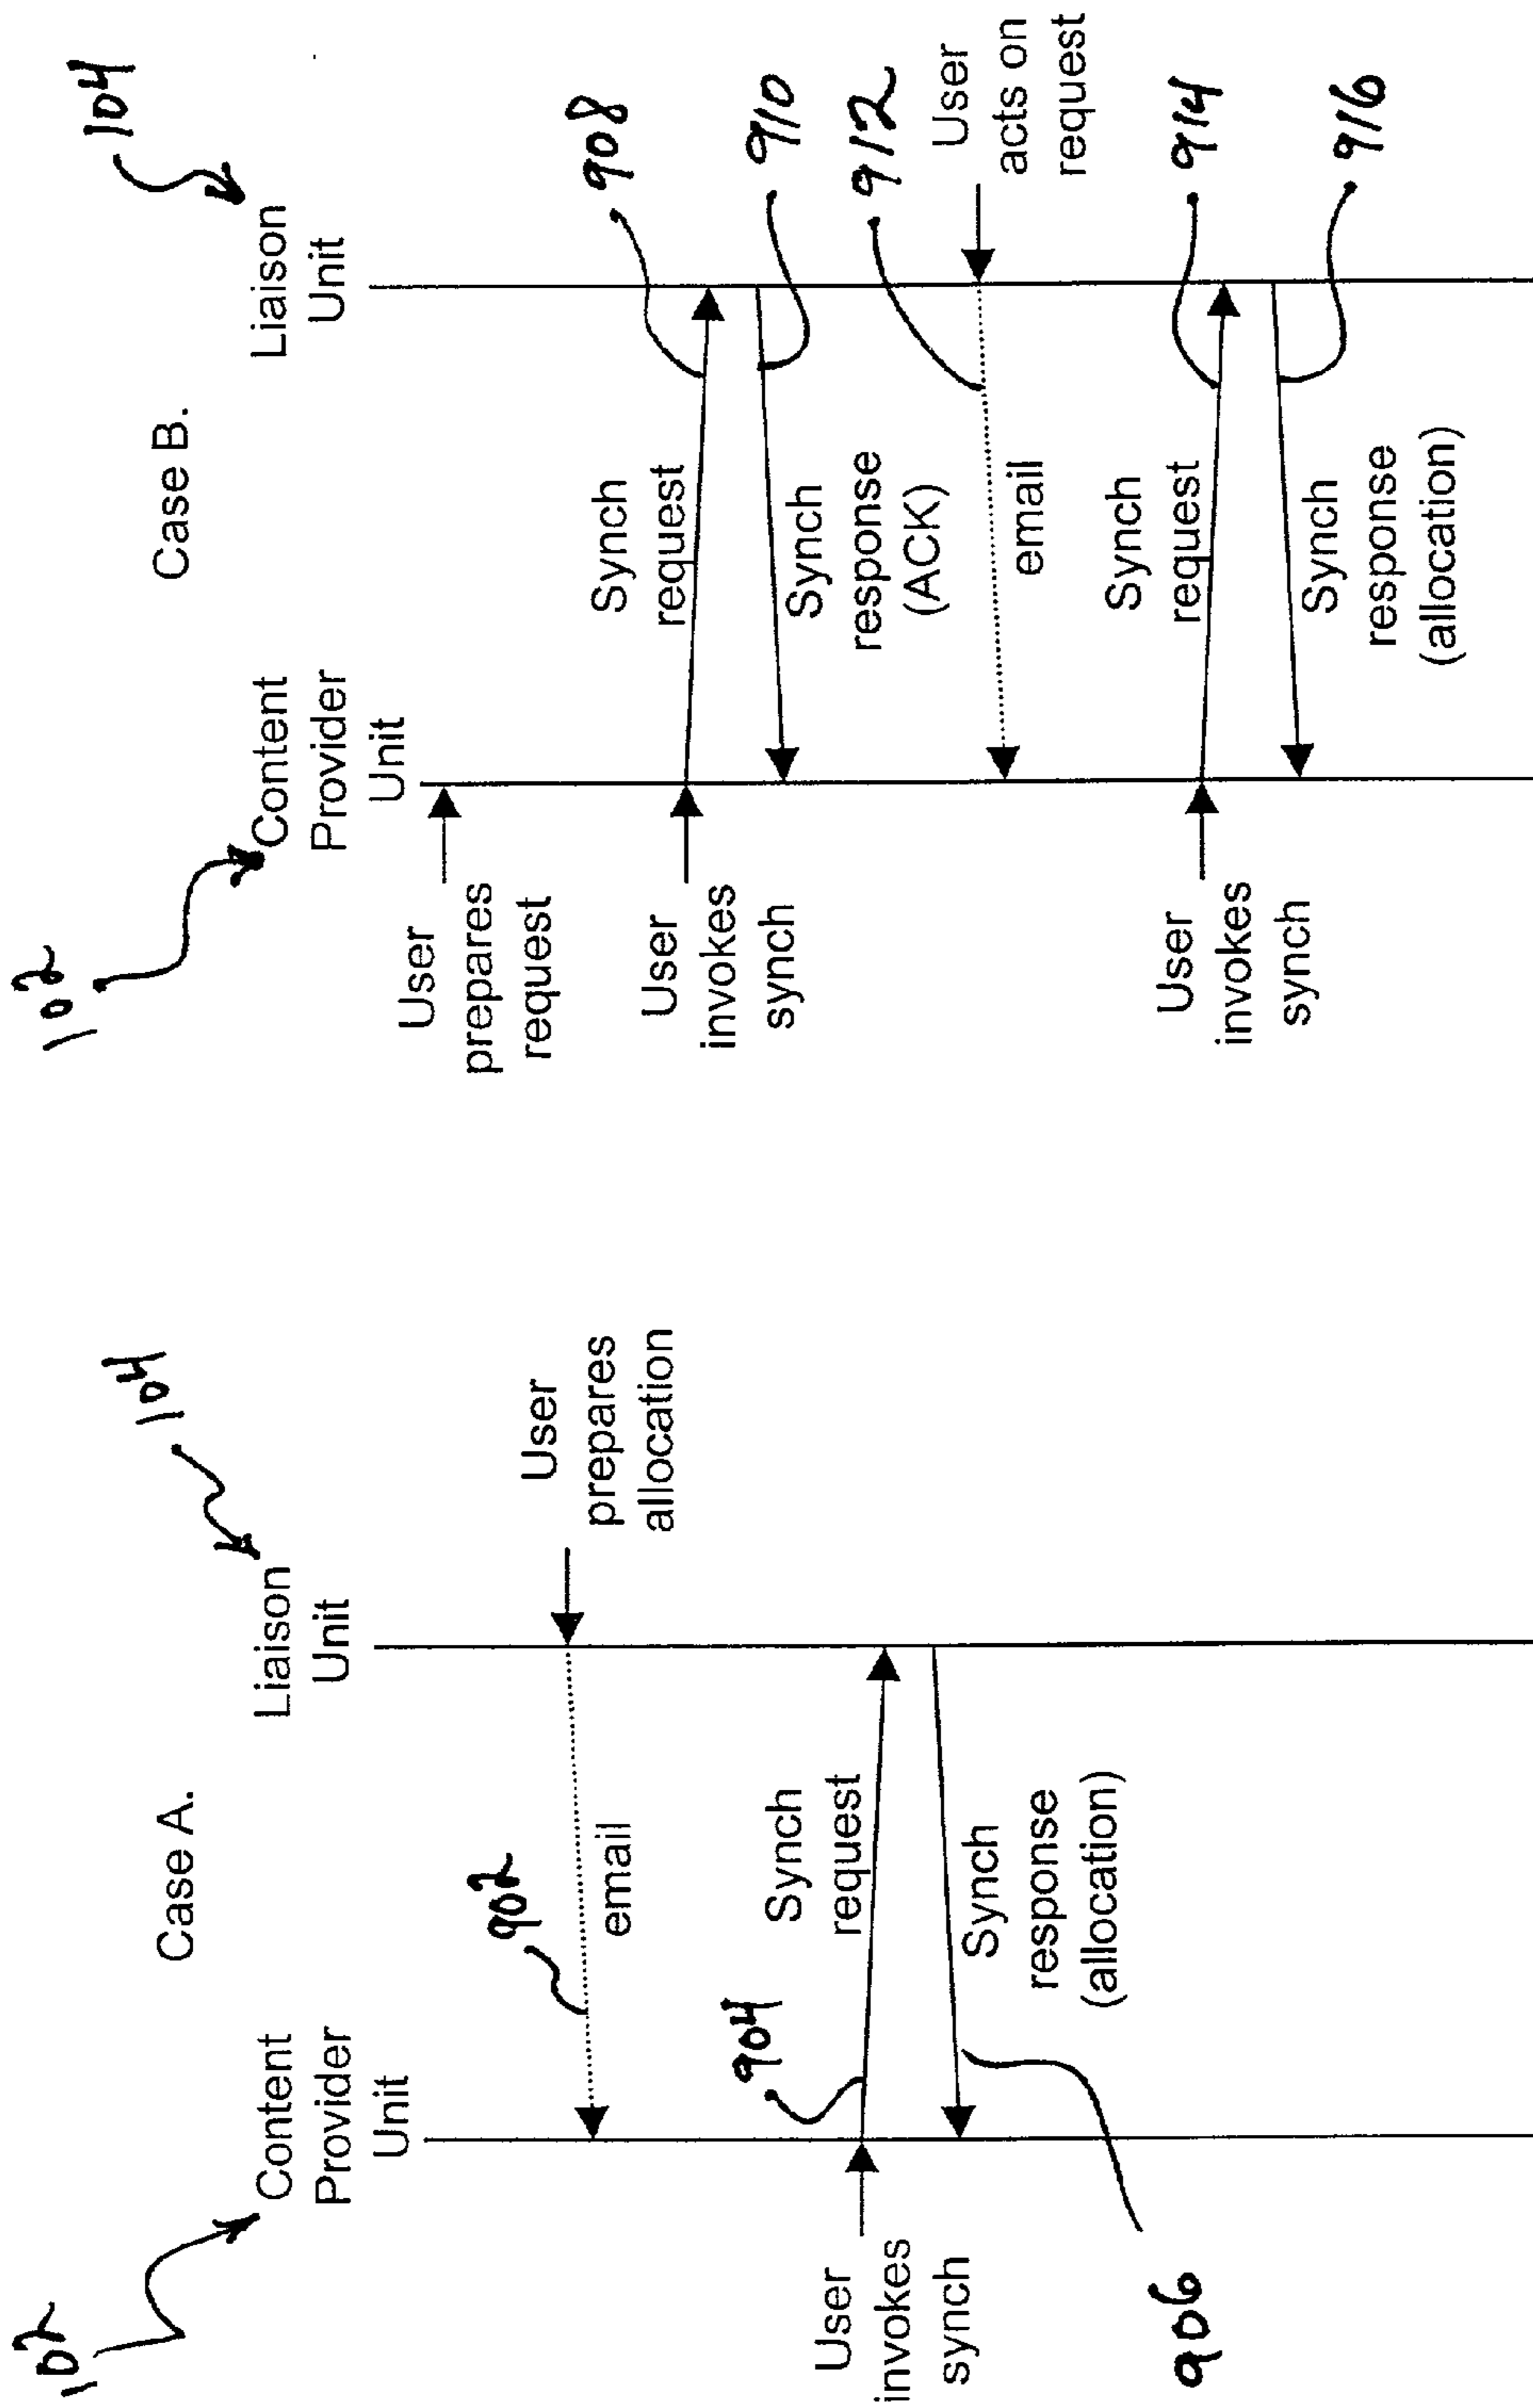 Case A.
102
Content
Provider
Unit
104
Liaison
Unit
902
email
User
prepares
allocation
904
User
invokes
synch
Synch
request
Synch
response
(allocation)
906
Case B.
102
Content
Provider
Unit
104
Liaison
Unit
User
prepares
request
User
invokes
synch
Synch
request
908
Synch
response
(ACK)
910
912
email
User
acts on
request
User
invokes
synch
Synch
request
914
Synch
response
(allocation)
916